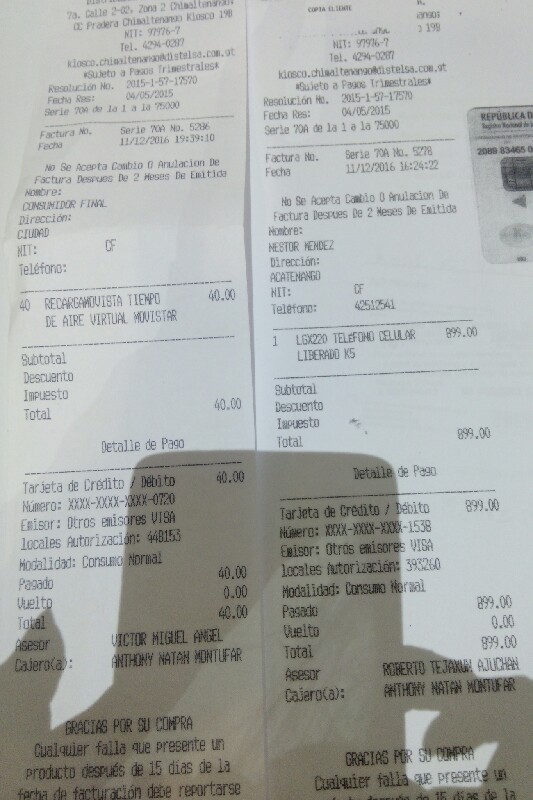 7a. Calle 2-02, Zona 2 Chimaltenango
CC Pradera Chimaltenango Kiosco 190
NIT: 97976-7
Tel. 4294-0287
kiosco.chimaltenango@distelsa.com.gt
*Sujeto a Pagos Trimestrales*
Resolución No. 2015-1-57-17570
Fecha Res: 04/05/2015
Serie 70A de la 1 a la 75000
Factura No. Serie 70A No. 5286
Fecha 11/12/2016 19:39:10
No Se Acepta Cambio O Anulacion De
Factura Despues De 2 Meses De Emitida
Nombre:
CONSUMIDOR FINAL
Dirección:
CIUDAD
NIT: CF
Teléfono:
40 RECARGAMOVISTA TIEMPO 40.00
DE AIRE VIRTUAL MOVISTAR
Subtotal
Descuento
Impuesto
Total 40.00
Detalle de Pago
Tarjeta de Crédito / Débito 40.00
Número: XXXX-XXXX-XXXX-0720
Emisor: Otros emisores VISA
locales Autorización: 448153
Modalidad: Consumo Normal
Pagado 40.00
Vuelto 0.00
Total 40.00
Asesor VICTOR MIGUEL ANGEL
Cajero(a): ANTHONY NATAN MONTUFAR
GRACIAS POR SU COMPRA
Cualquier falla que presente un
producto después de 15 días de la
fecha de facturación debe reportarse
COPIA CLIENTE
190
NIT: 97976-7
Tel. 4294-0287
kiosco.chimaltenango@distelsa.com.gt
*Sujeto a Pagos Trimestrales*
Resolución No. 2015-1-57-17570
Fecha Res: 04/05/2015
Serie 70A de la 1 a la 75000
Factura No. Serie 70A No. 5278
Fecha 11/12/2016 16:24:22
No Se Acepta Cambio O Anulacion De
Factura Despues De 2 Meses De Emitida
Nombre:
NESTOR MENDEZ
Dirección:
ACATENANGO
NIT: CF
Teléfono: 42512541
1 LGX220 TELEFONO CELULAR 899.00
LIBERADO K5
Subtotal
Descuento
Impuesto
Total 899.00
Detalle de Pago
Tarjeta de Crédito / Débito 899.00
Número: XXXX-XXXX-XXXX-1538
Emisor: Otros emisores VISA
locales Autorización: 393260
Modalidad: Consumo Normal
Pagado 899.00
Vuelto 0.00
Total 899.00
Asesor ROBERTO TEJAXUN AJUCHAN
Cajero(a): ANTHONY NATAN MONTUFAR
GRACIAS POR SU COMPRA
Cualquier falla que presente un
producto después de 15 días de la
REPÚBLICA D